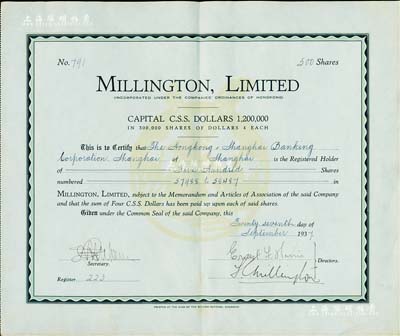 No. 791 500 Shares
MILLINGTON, LIMITED
(INCORPORATED UNDER THE COMPANIES' ORDINANCES OF HONGKONG)
CAPITAL C.S.S. DOLLARS 1,200,000
IN 300,000 SHARES OF DOLLARS 4 EACH
This is to Certify that The Hongkong & Shanghai Banking
Corporation, Shanghai of Shanghai is the Registered Holder
of Five Hundred Shares
numbered 57988 to 58487 in
MILLINGTON, LIMITED, subject to the Memorandum and Articles of Association of the said Company
and that the sum of Four C.S.S. Dollars has been paid up upon each of said shares.
Given under the Common Seal of the said Company, this
Twenty seventh day of
September 1937
Directors.
Secretary.
F. Millington
Register 223